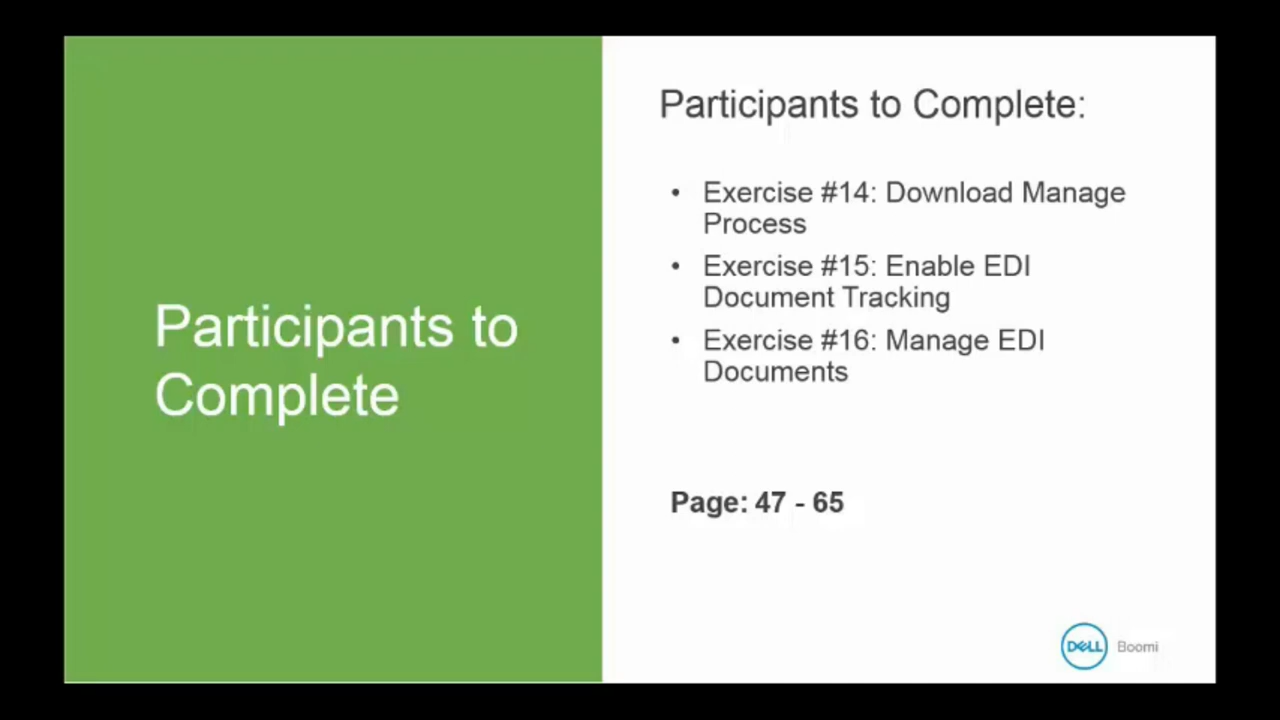 Participants to
Complete
Participants to Complete:
• Exercise #14: Download Manage
Process
• Exercise #15: Enable EDI
Document Tracking
• Exercise #16: Manage EDI
Documents
Page: 47 - 65
DELL Boomi